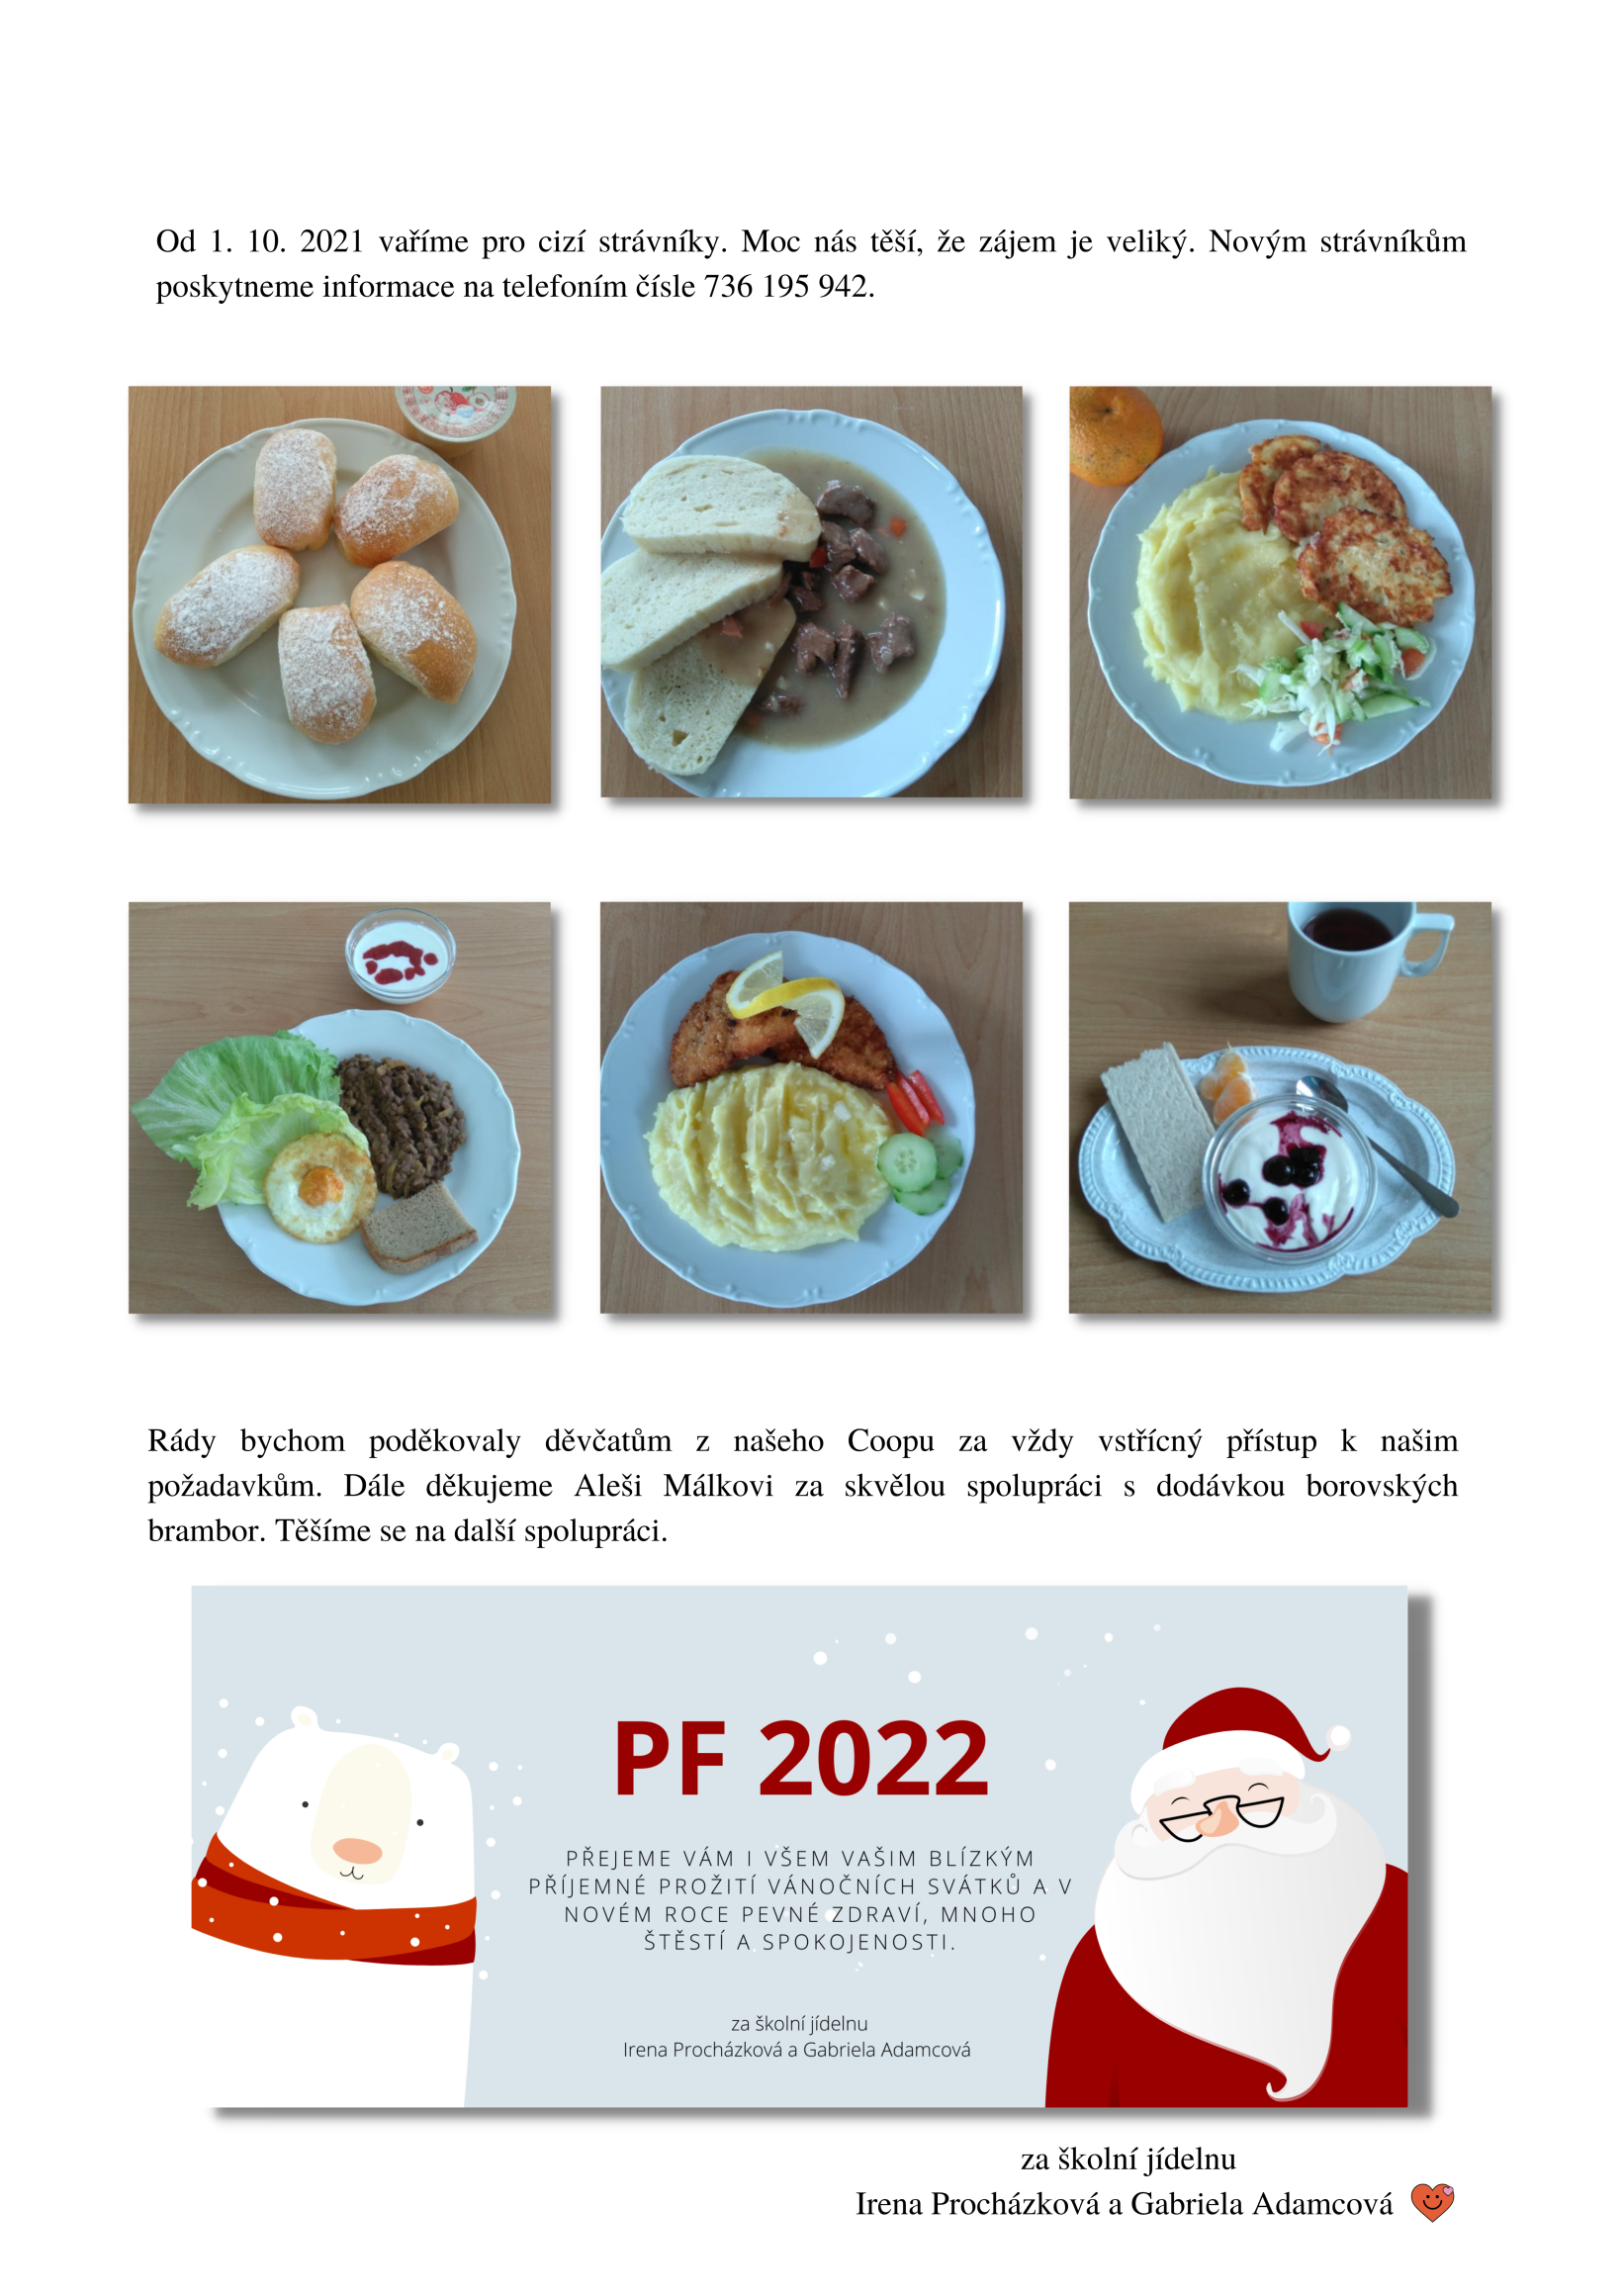 Od 1. 10. 2021 vaříme pro cizí strávníky. Moc nás těší, že zájem je veliký. Novým strávníkům
poskytneme informace na telefoním čísle 736 195 942.
Rády bychom poděkovaly děvčatům z našeho Coopu za vždy vstřícný přístup k našim
požadavkům. Dále děkujeme Aleši Málkovi za skvělou spolupráci s dodávkou borovských
brambor. Těšíme se na další spolupráci.
PF 2022
PŘEJEME VÁM I VŠEM VAŠIM BLÍZKÝM
PŘÍJEMNÉ PROŽITÍ VÁNOČNÍCH SVÁTKŮ A V
NOVÉM ROCE PEVNÉ ZDRAVÍ, MNOHO
ŠTĚSTÍ A SPOKOJENOSTI.
za školní jídelnu
Irena Procházková a Gabriela Adamcová
za školní jídelnu
Irena Procházková a Gabriela Adamcová